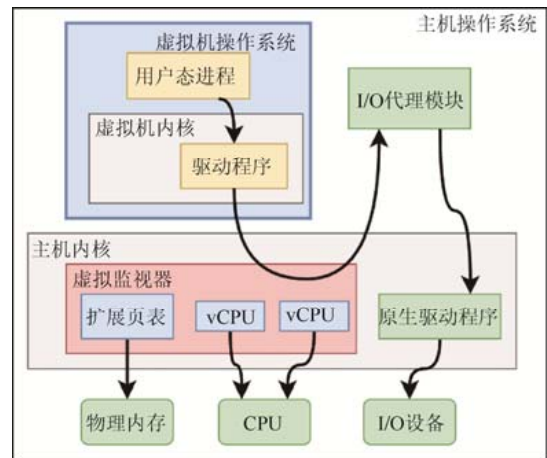 主机操作系统
虚拟机操作系统
用户态进程
I/O代理模块
虚拟机内核
驱动程序
主机内核
虚拟监视器
扩展页表
vCPU
vCPU
原生驱动程序
物理内存
CPU
I/O设备